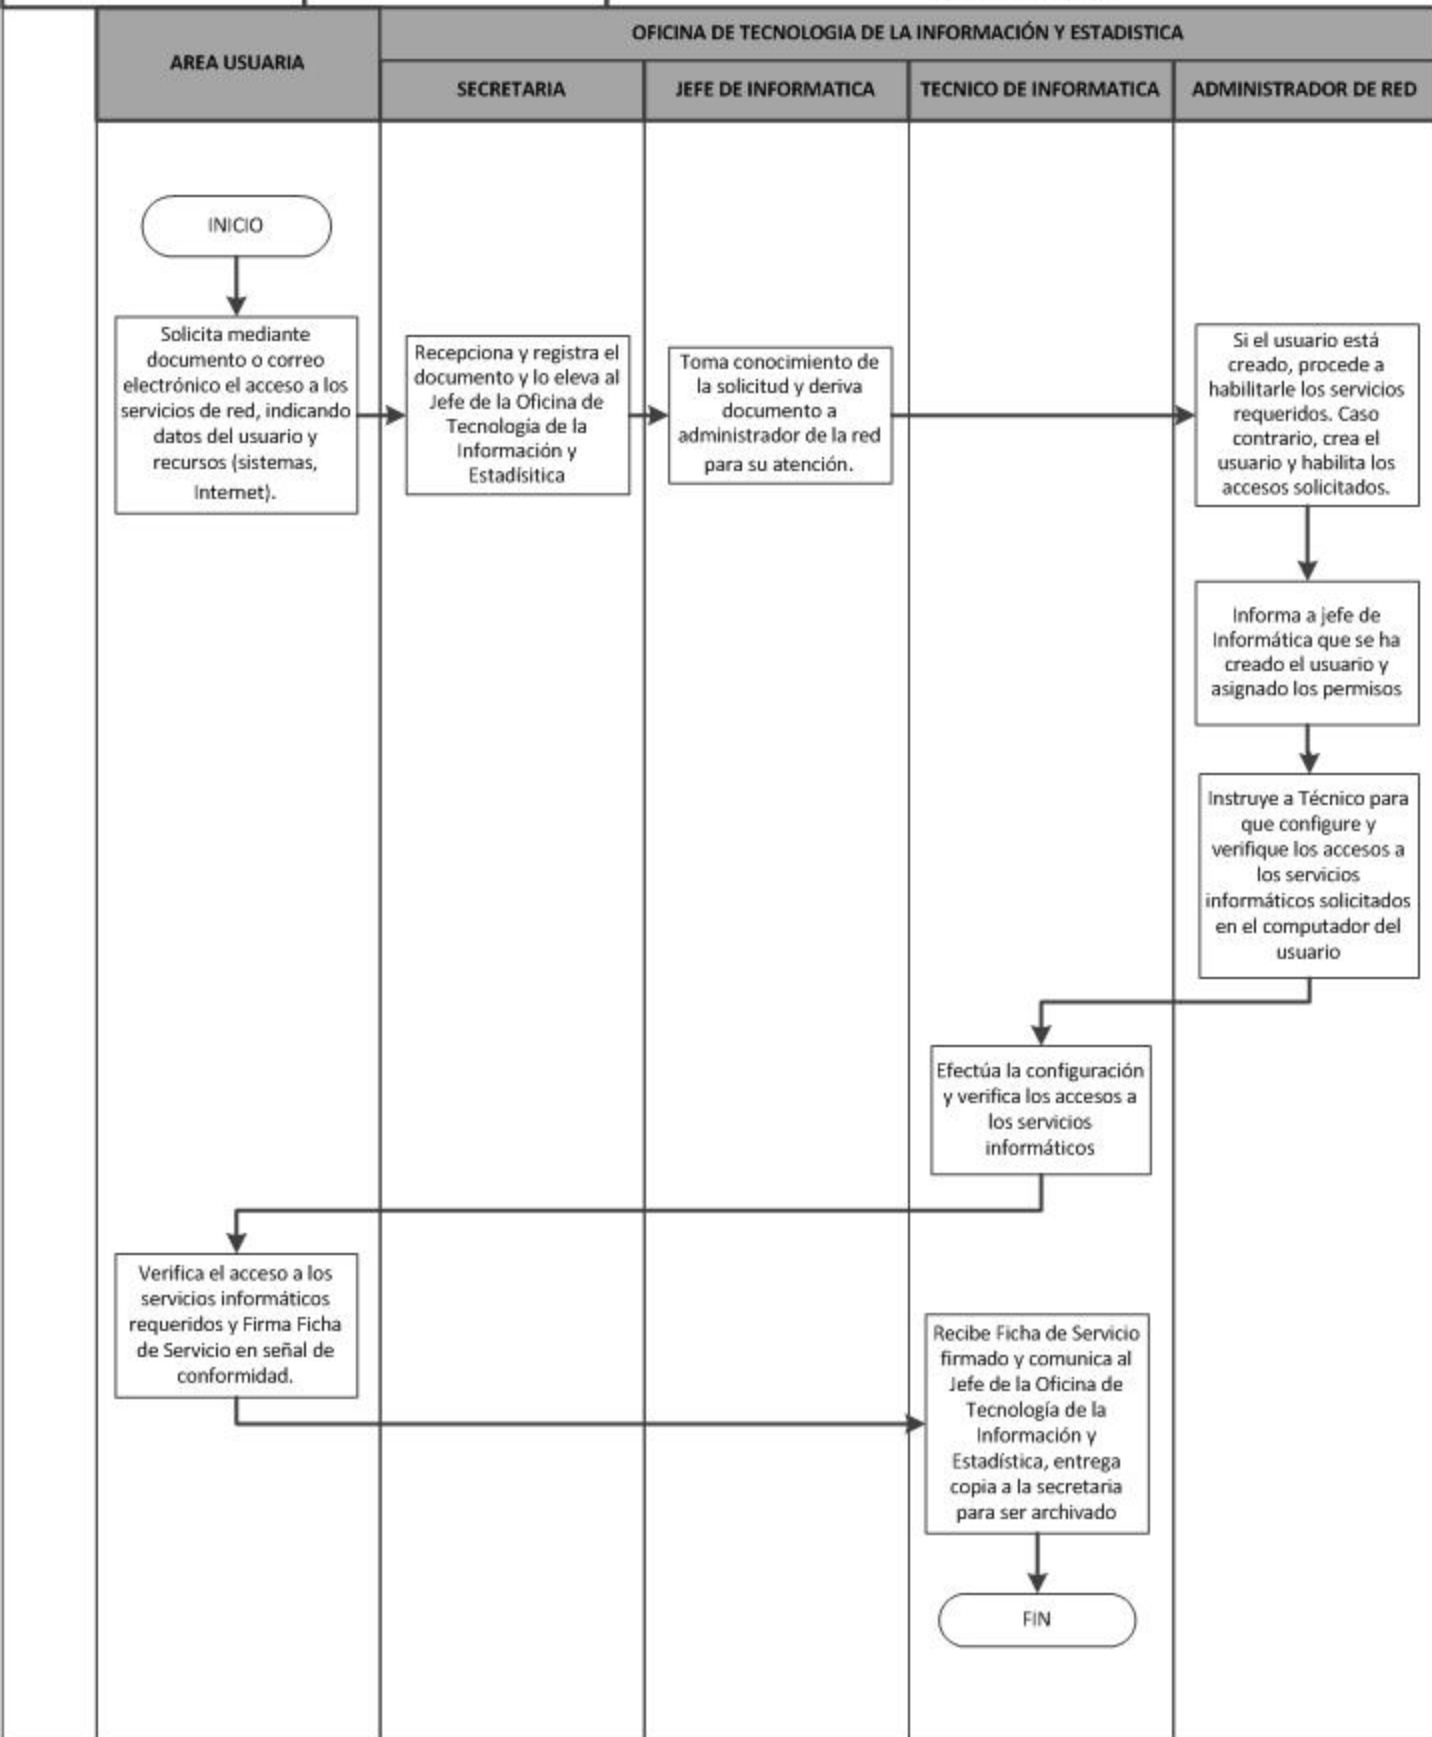 OFICINA DE TECNOLOGIA DE LA INFORMACIÓN Y ESTADISTICA
AREA USUARIA
SECRETARIA
JEFE DE INFORMATICA
TECNICO DE INFORMATICA
ADMINISTRADOR DE RED
INICIO
Solicita mediante
documento o correo
electrónico el acceso a los
servicios de red, indicando
datos del usuario y
recursos (sistemas,
Internet).
Recepciona y registra el
documento y lo eleva al
Jefe de la Oficina de
Tecnología de la
Información y
Estadísitica
Toma conocimiento de
la solicitud y deriva
documento a
administrador de la red
para su atención.
Si el usuario está
creado, procede a
habilitarle los servicios
requeridos. Caso
contrario, crea el
usuario y habilita los
accesos solicitados.
Informa a jefe de
Informática que se ha
creado el usuario y
asignado los permisos
Instruye a Técnico para
que configure y
verifique los accesos a
los servicios
informáticos solicitados
en el computador del
usuario
Efectúa la configuración
y verifica los accesos a
los servicios
informáticos
Verifica el acceso a los
servicios informáticos
requeridos y Firma Ficha
de Servicio en señal de
conformidad.
Recibe Ficha de Servicio
firmado y comunica al
Jefe de la Oficina de
Tecnología de la
Información y
Estadística, entrega
copia a la secretaria
para ser archivado
FIN